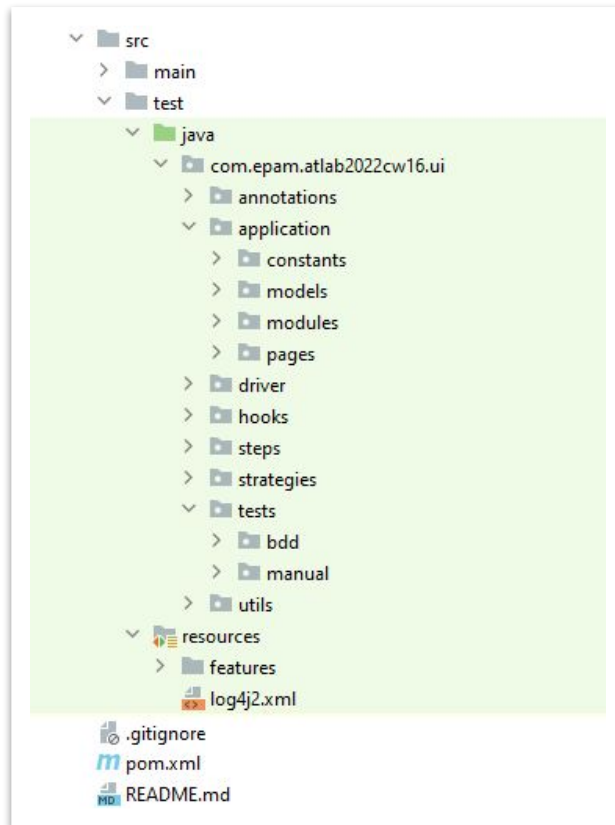 src
main
test
java
com.epam.atlab2022cw16.ui
annotations
application
constants
models
modules
pages
driver
hooks
steps
strategies
tests
bdd
manual
utils
resources
features
log4j2.xml
.gitignore
m pom.xml
MD README.md